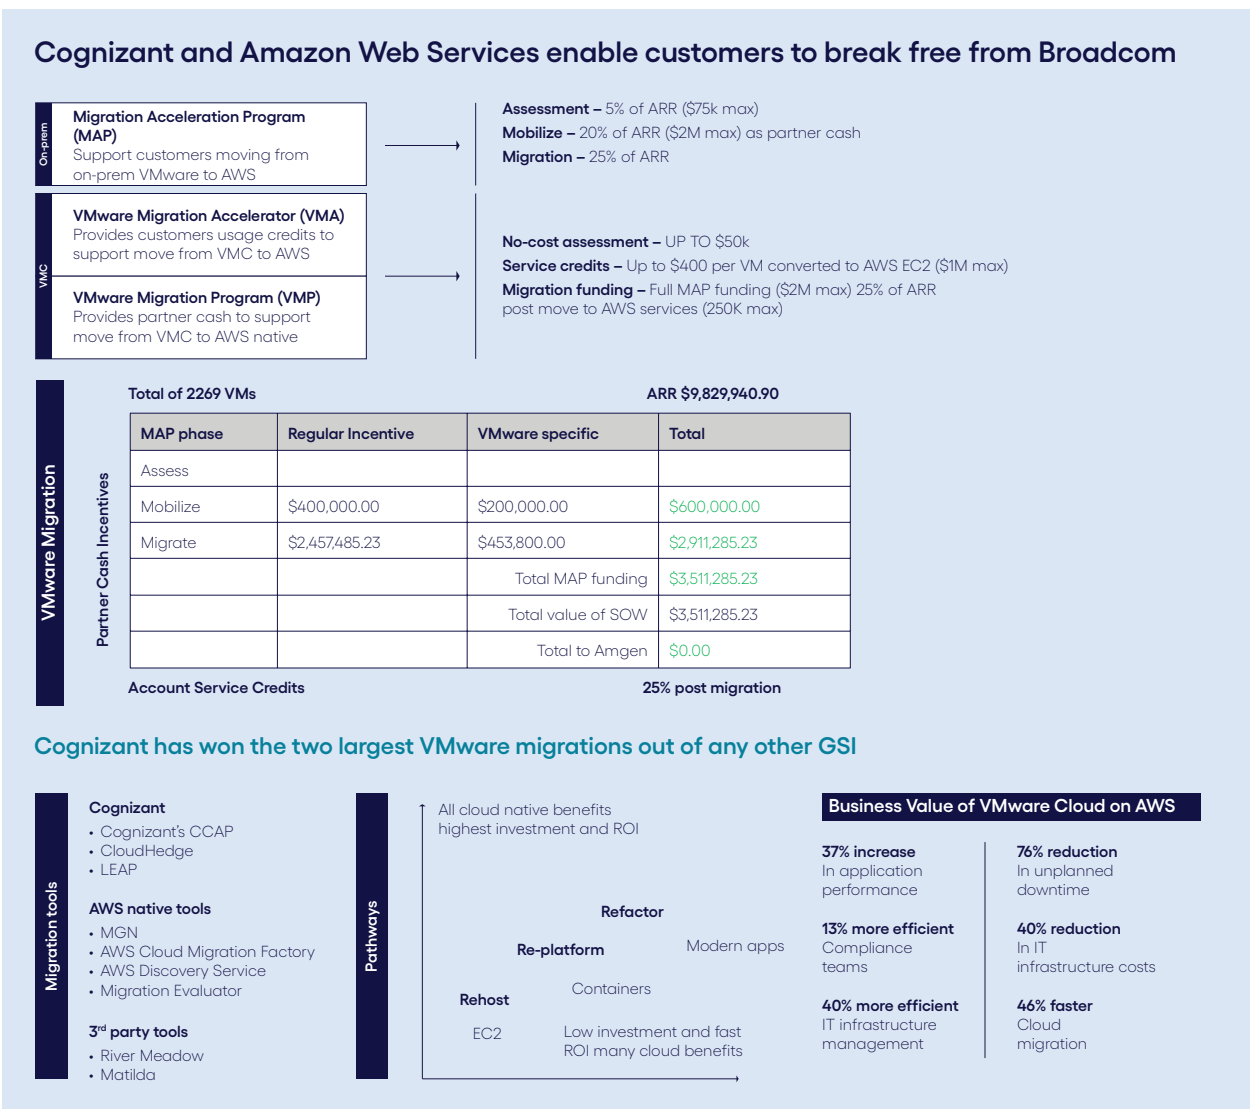 Cognizant and Amazon Web Services enable customers to break free from Broadcom
On-prem
Migration Acceleration Program
(MAP)
Support customers moving from
on-prem VMware to AWS
Assessment – 5% of ARR ($75k max)
Mobilize – 20% of ARR ($2M max) as partner cash
Migration – 25% of ARR
VMC
VMware Migration Accelerator (VMA)
Provides customers usage credits to
support move from VMC to AWS
VMware Migration Program (VMP)
Provides partner cash to support
move from VMC to AWS native
No-cost assessment – UP TO $50k
Service credits – Up to $400 per VM converted to AWS EC2 ($1M max)
Migration funding – Full MAP funding ($2M max) 25% of ARR
post move to AWS services (250K max)
VMware Migration
Partner Cash Incentives
Total of 2269 VMs ARR $9,829,940.90
MAP phase Regular Incentive VMware specific Total
Assess
Mobilize $400,000.00 $200,000.00 $600,000.00
Migrate $2,457,485.23 $453,800.00 $2,911,285.23
Total MAP funding $3,511,285.23
Total value of SOW $3,511,285.23
Total to Amgen $0.00
Account Service Credits 25% post migration
Cognizant has won the two largest VMware migrations out of any other GSI
Migration tools
Cognizant
• Cognizant's CCAP
• CloudHedge
• LEAP
AWS native tools
• MGN
• AWS Cloud Migration Factory
• AWS Discovery Service
• Migration Evaluator
3rd party tools
• River Meadow
• Matilda
Pathways
All cloud native benefits
highest investment and ROI
Refactor
Modern apps
Re-platform
Containers
Rehost
EC2
Low investment and fast
ROI many cloud benefits
Business Value of VMware Cloud on AWS
37% increase
In application
performance
13% more efficient
Compliance
teams
40% more efficient
IT infrastructure
management
76% reduction
In unplanned
downtime
40% reduction
In IT
infrastructure costs
46% faster
Cloud
migration